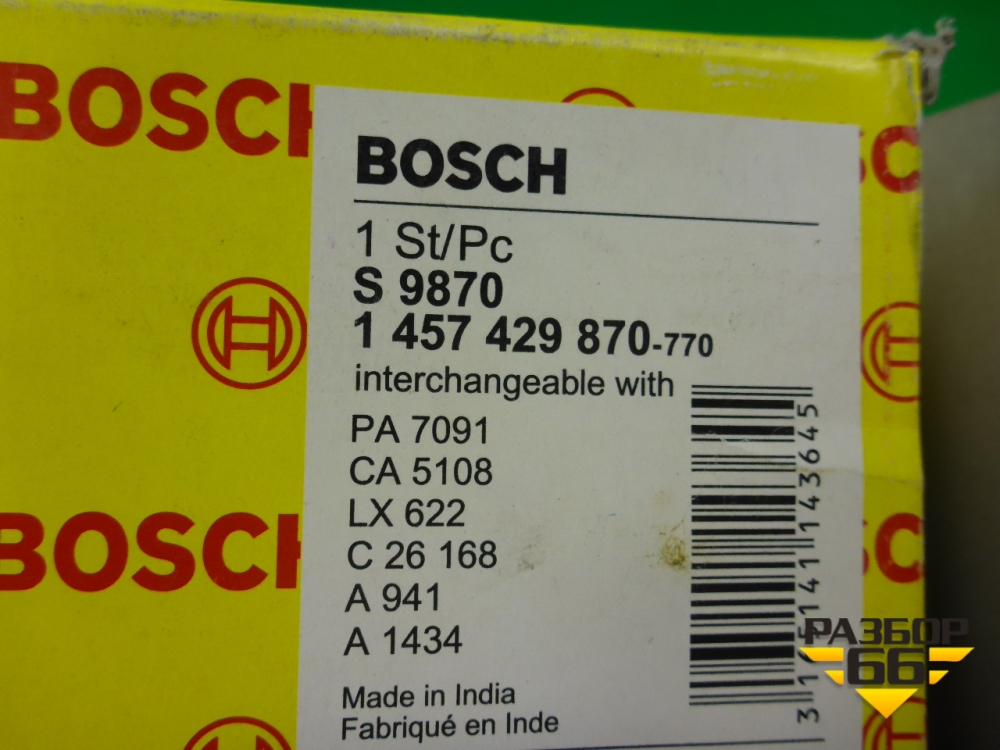 BOSCH
BOSCH
1 St/Pc
S 9870
1 457 429 870-770
interchangeable with
PA 7091
CA 5108
LX 622
C 26 168
A 941
A 1434
Made in India
Fabriqué en Inde
BOSCH
РАЗБОР
66